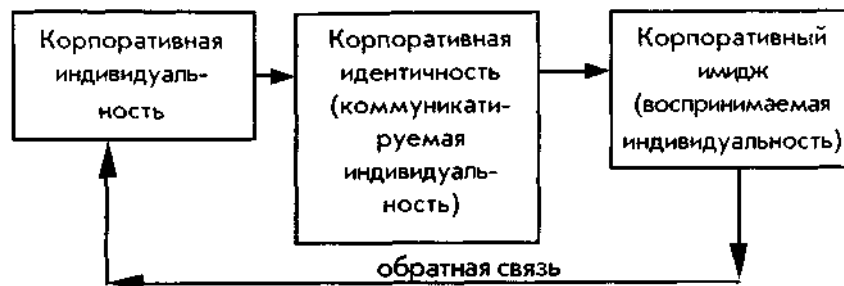 Корпоративная
индивидуаль-
ность
Корпоративная
идентичность
(коммуникати-
руемая
индивидуаль-
ность)
Корпоративный
имидж
(воспринимаемая
индивидуальность)
обратная связь